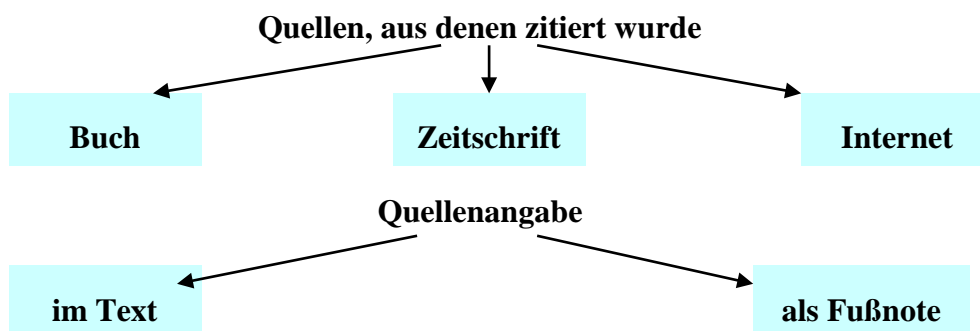 Quellen, aus denen zitiert wurde
Buch Zeitschrift Internet
Quellenangabe
im Text als Fußnote